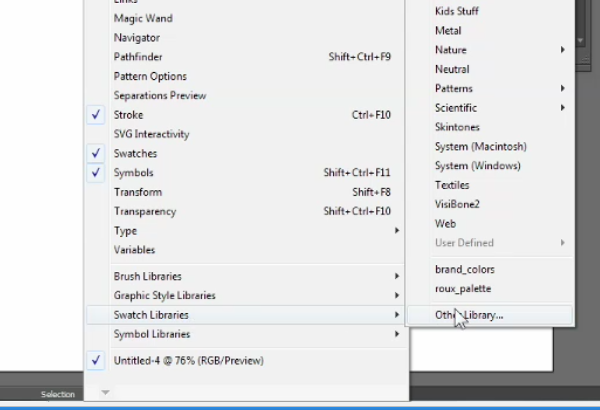 Links
Magic Wand
Navigator
Pathfinder Shift+Ctrl+F9
Pattern Options
Separations Preview
Stroke Ctrl+F10
SVG Interactivity
Swatches
Symbols Shift+Ctrl+F11
Transform Shift+F8
Transparency Shift+Ctrl+F10
Type
Variables
Brush Libraries
Graphic Style Libraries
Swatch Libraries
Symbol Libraries
Untitled-4 @ 76% (RGB/Preview)
Kids Stuff
Metal
Nature
Neutral
Patterns
Scientific
Skintones
System (Macintosh)
System (Windows)
Textiles
VisiBone2
Web
User Defined
brand_colors
roux_palette
Other Library...
Selection